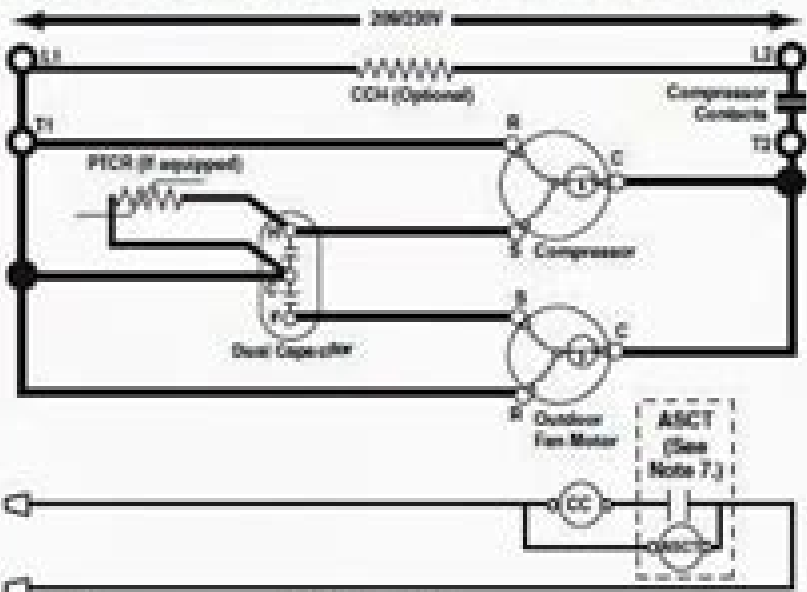 208/230V
L1
L2
CCH (Optional)
Compressor
Contacts
T1
R
T2
PTCR (If equipped)
C
H
S
Compressor
C
F
S
Dual Capacitor
C
R
Outdoor
Fan Motor
ASCT
(See
Note 7.)
CC
ASCT